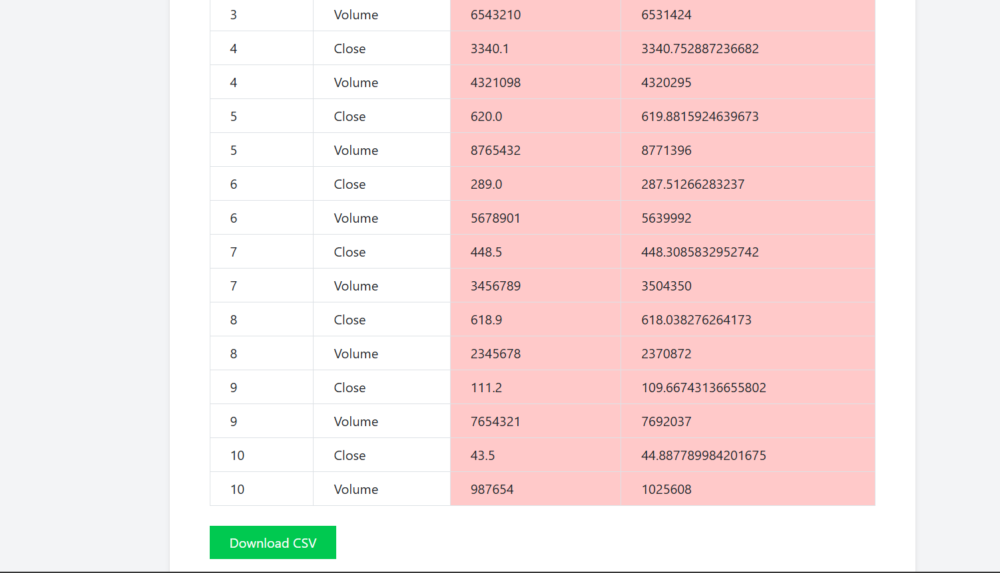 3 Volume 6543210 6531424
4 Close 3340.1 3340.752887236682
4 Volume 4321098 4320295
5 Close 620.0 619.8815924639673
5 Volume 8765432 8771396
6 Close 289.0 287.51266283237
6 Volume 5678901 5639992
7 Close 448.5 448.3085832952742
7 Volume 3456789 3504350
8 Close 618.9 618.038276264173
8 Volume 2345678 2370872
9 Close 111.2 109.66743136655802
9 Volume 7654321 7692037
10 Close 43.5 44.887789984201675
10 Volume 987654 1025608
Download CSV